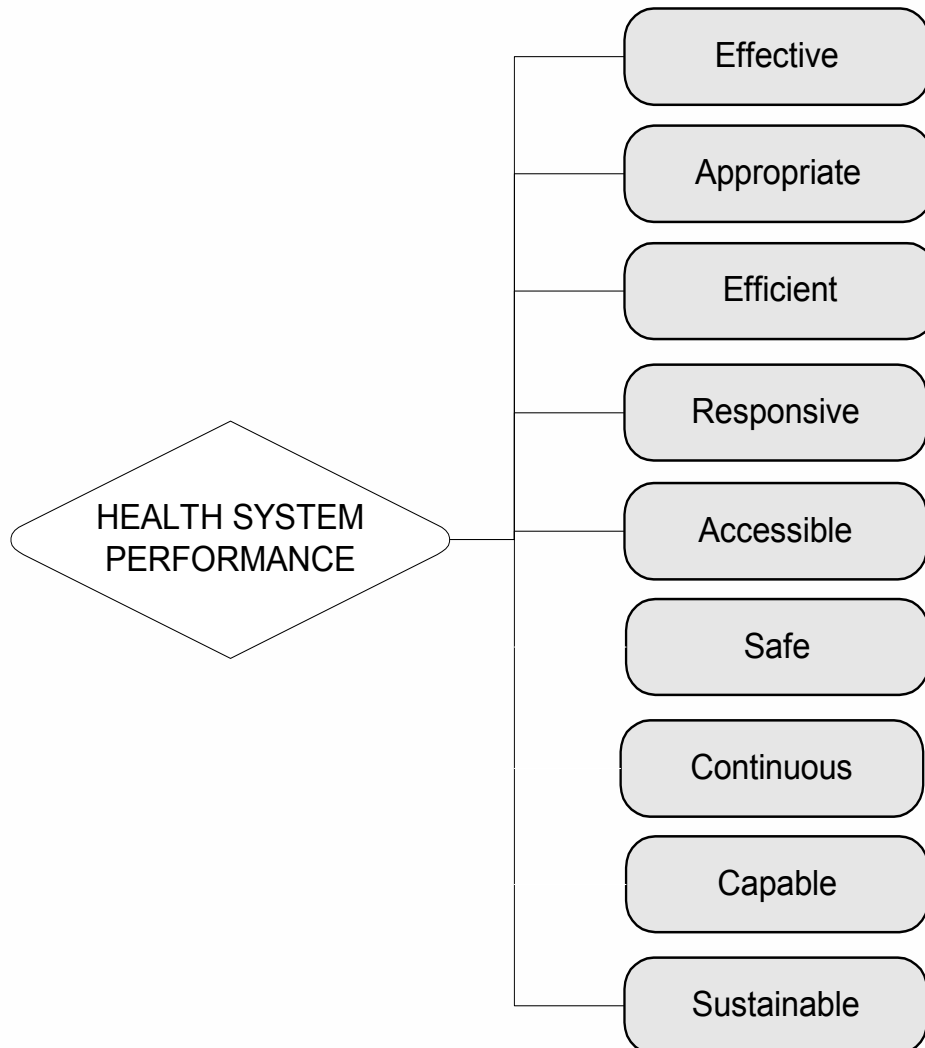 Effective
Appropriate
Efficient
Responsive
HEALTH SYSTEM
PERFORMANCE
Accessible
Safe
Continuous
Capable
Sustainable